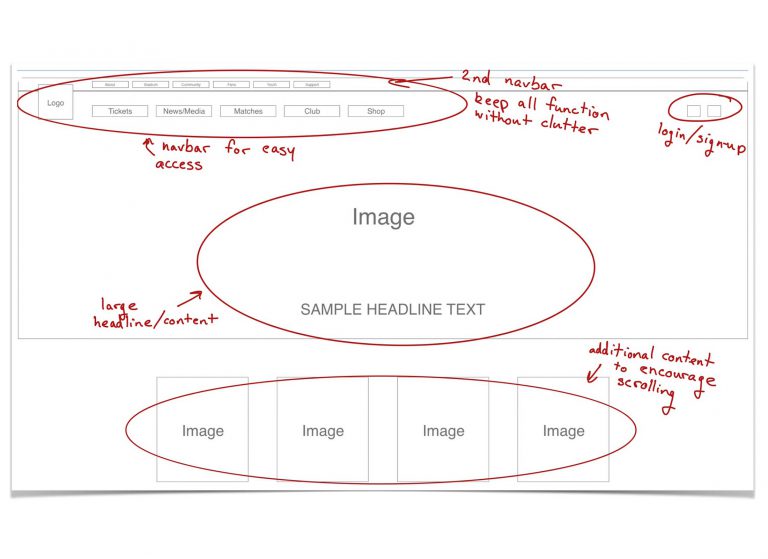 About Stadium Community Fans Youth Support
Logo
Tickets News/Media Matches Club Shop
2nd navbar
keep all function
without clutter
login/sign-up
navbar for easy
access
Image
SAMPLE HEADLINE TEXT
large
headline/content
additional content
to encourage
scrolling
Image Image Image Image